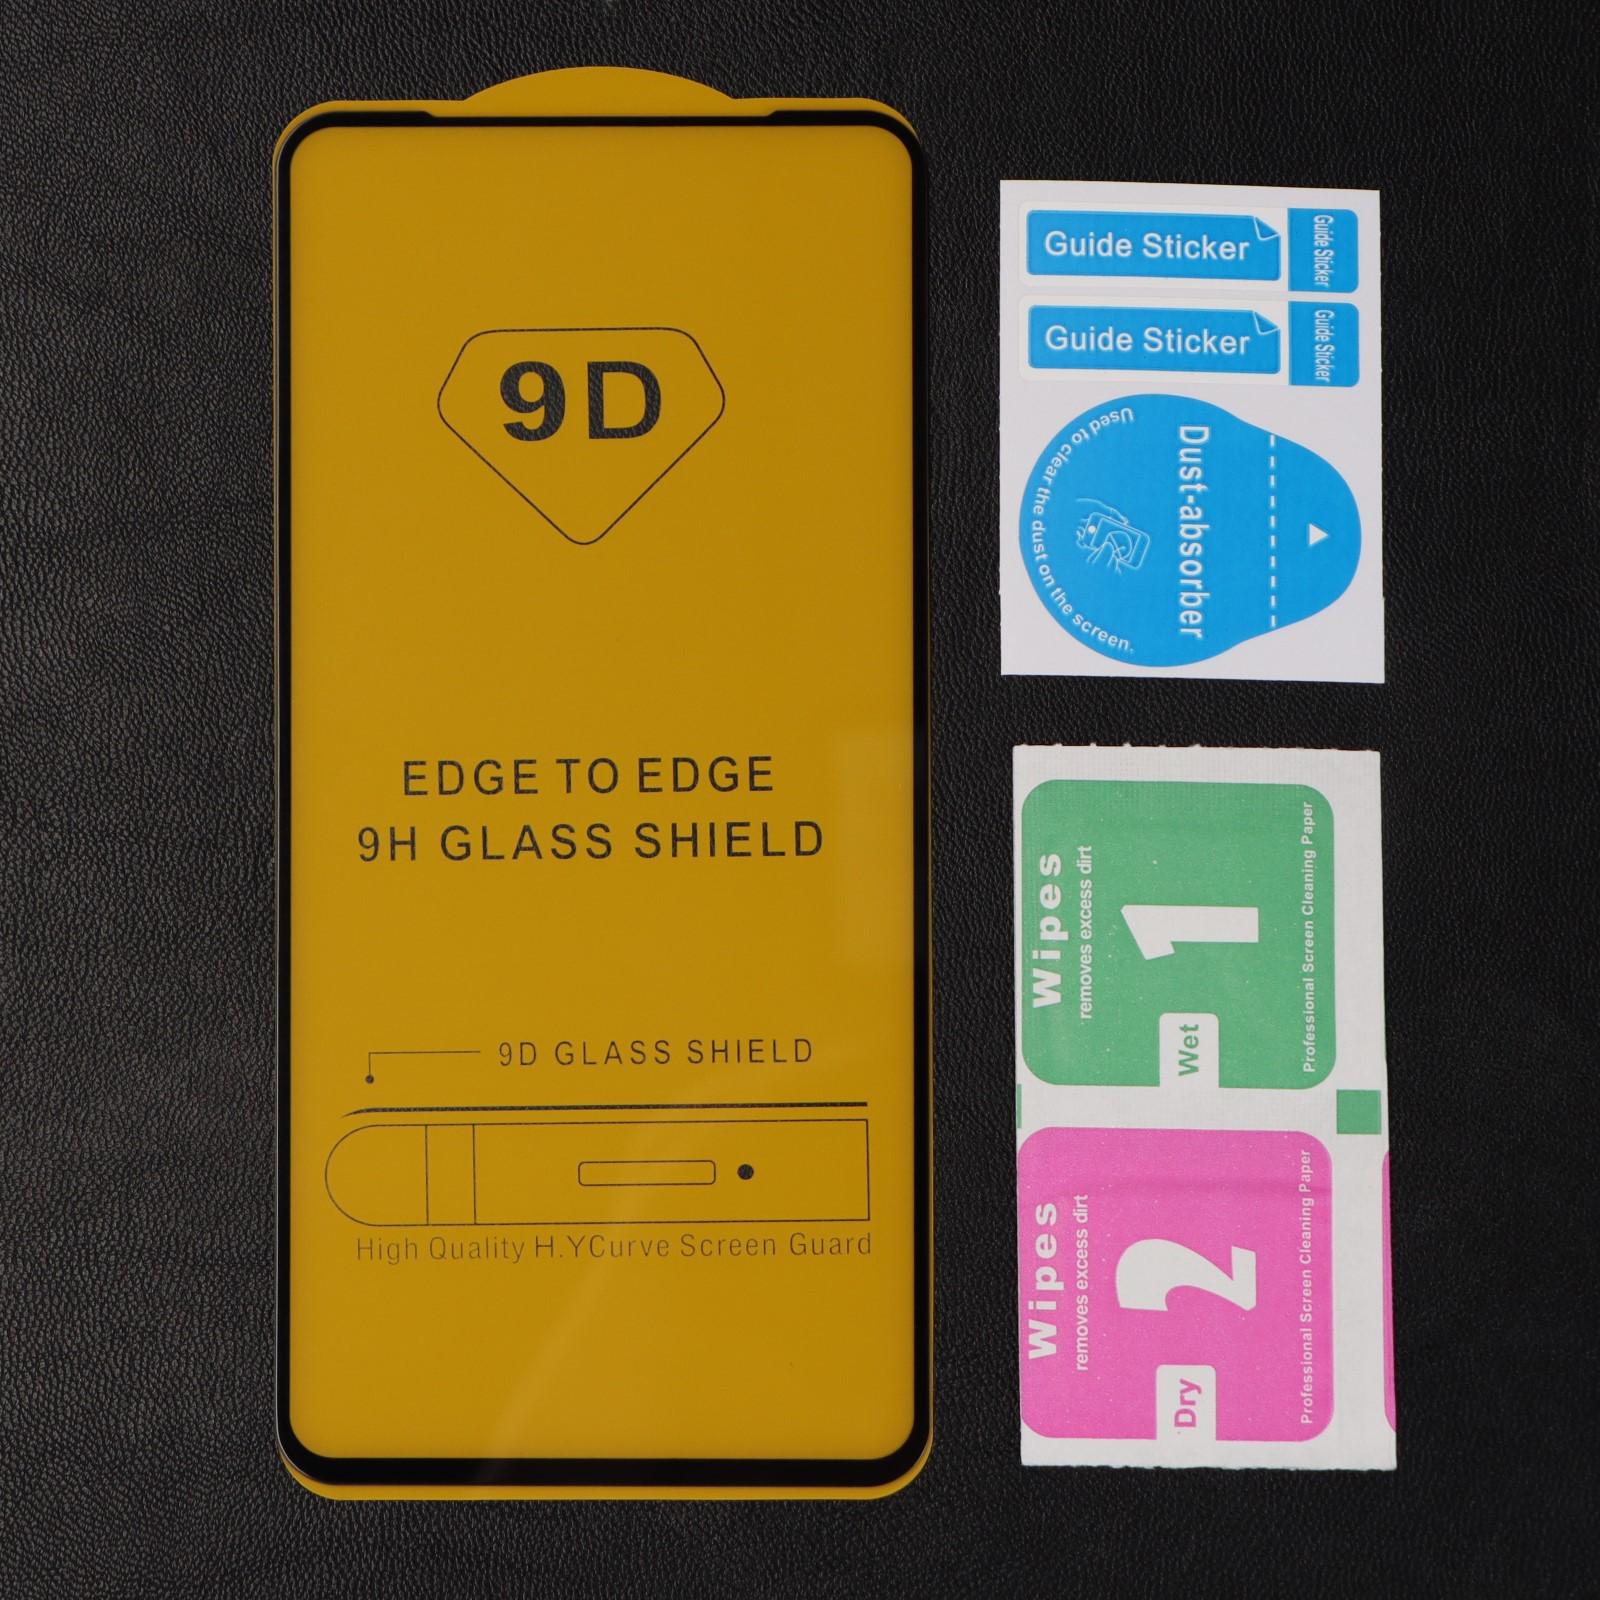 9D
EDGE TO EDGE
9H GLASS SHIELD
9D GLASS SHIELD
High Quality H.YCurve Screen Guard
Guide Sticker
Guide Sticker
Guide Sticker
Guide Sticker
Dust-absorber
Used to clear the dust on the screen.
Wipes
removes excess dirt
1
Wet
Professional Screen Cleaning Paper
Wipes
removes excess dirt
2
Dry
Professional Screen Cleaning Paper